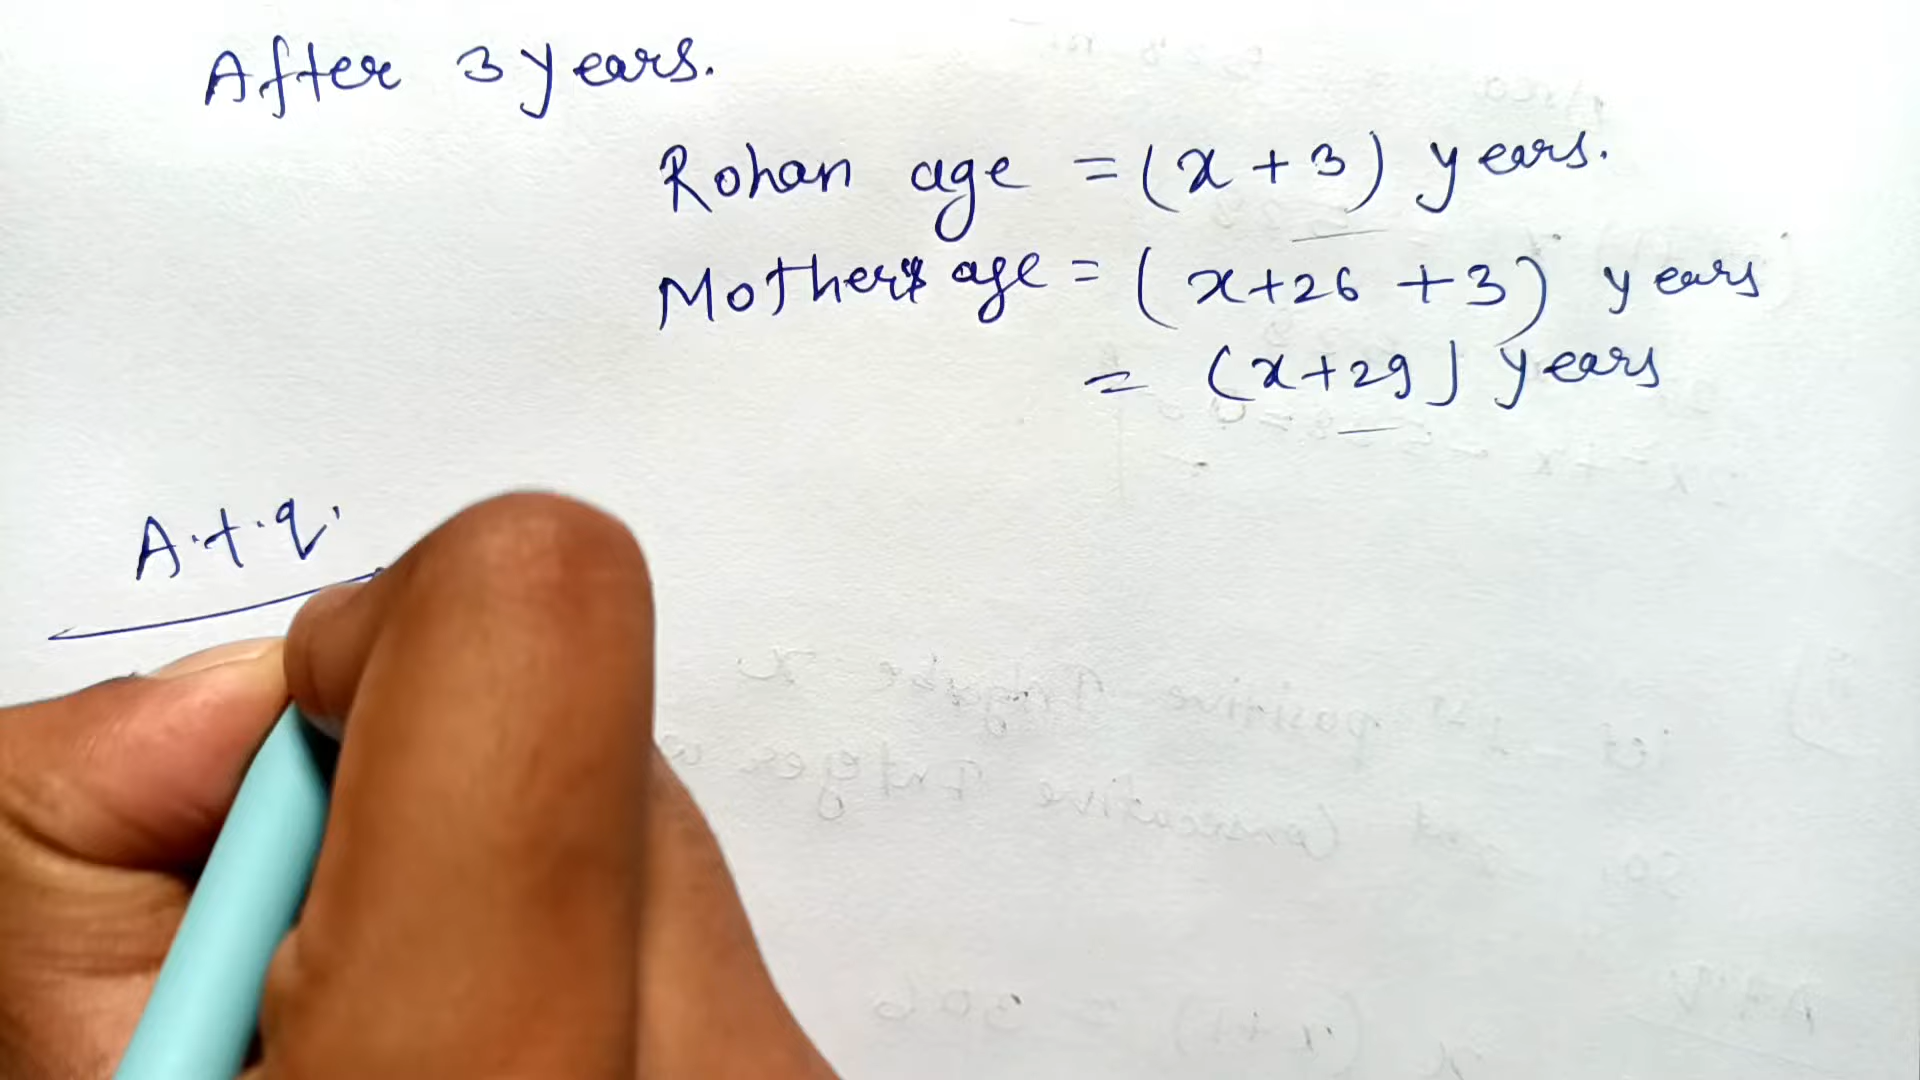 After 3 years.
Rohan age = (x + 3) years.
Mother's age = (x+26 +3) years
= (x+29) years
A.t.q.